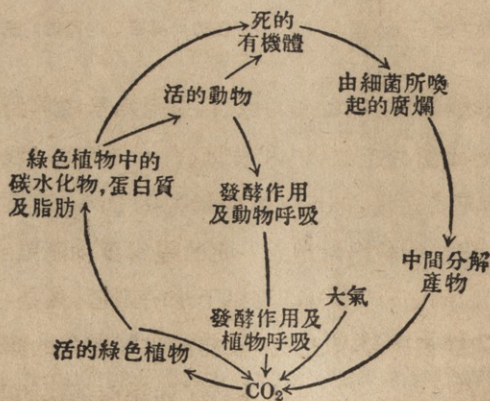 死的
有機體
活的動物
由細菌所喚
起的腐爛
綠色植物中的
碳水化物,蛋白質
及脂肪
發酵作用
及動物呼吸
中間分解
產物
大氣
發酵作用及
植物呼吸
活的綠色植物
CO₂